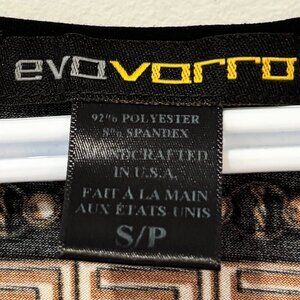 evovorro
92% POLYESTER
8% SPANDEX
HANDCRAFTED
IN U.S.A.
FAIT À LA MAIN
AUX ÉTATS-UNIS
S/P